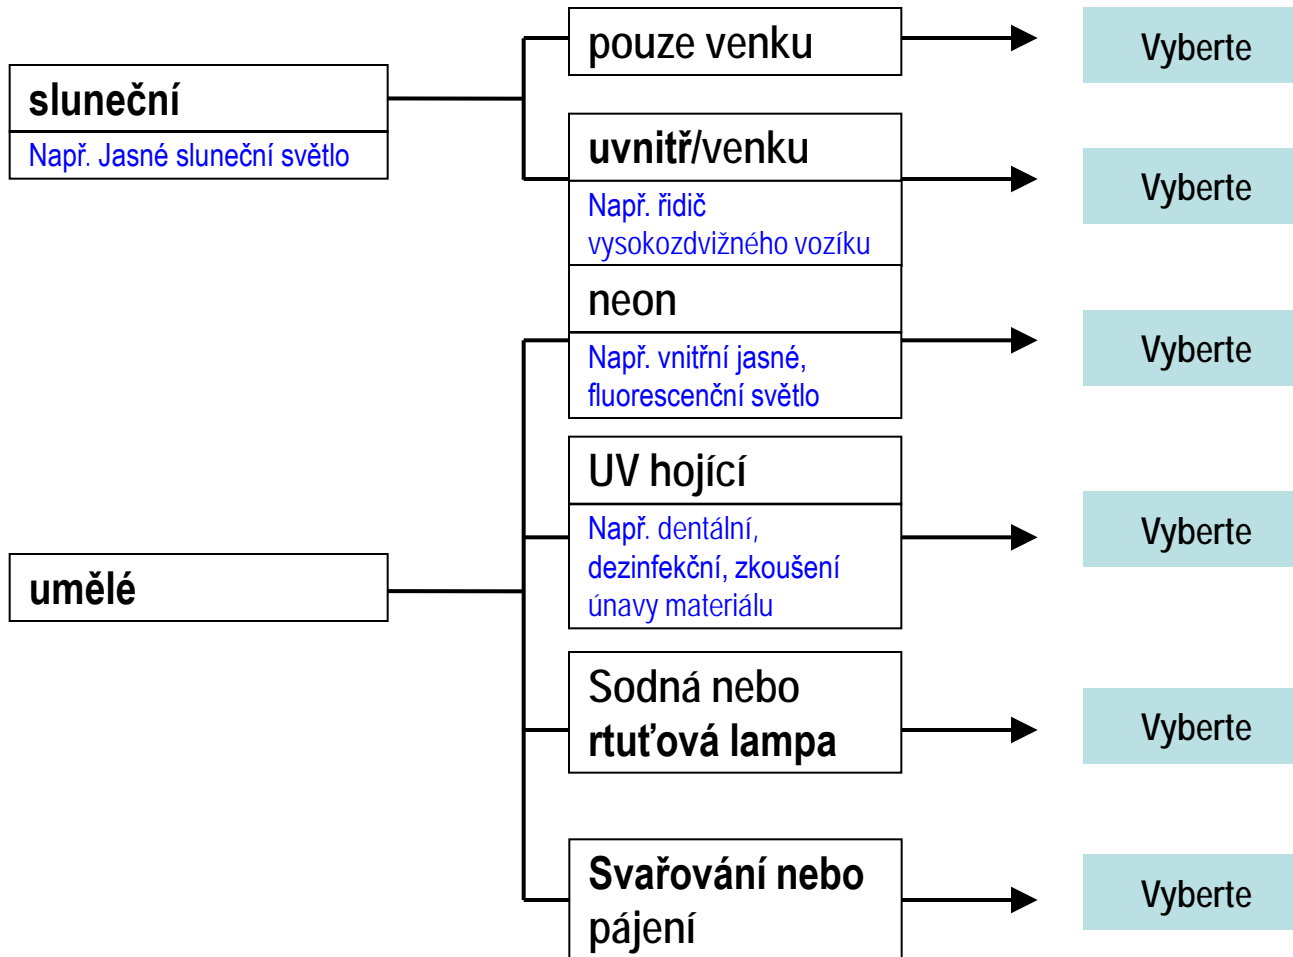 sluneční
Např. Jasné sluneční světlo
pouze venku
Vyberte
uvnitř/venku
Např. řidič
vysokozdvižného vozíku
Vyberte
umělé
neon
Např. vnitřní jasné,
fluorescenční světlo
Vyberte
UV hojící
Např. dentální,
dezinfekční, zkoušení
únavy materiálu
Vyberte
Sodná nebo
rtuťová lampa
Vyberte
Svařování nebo
pájení
Vyberte